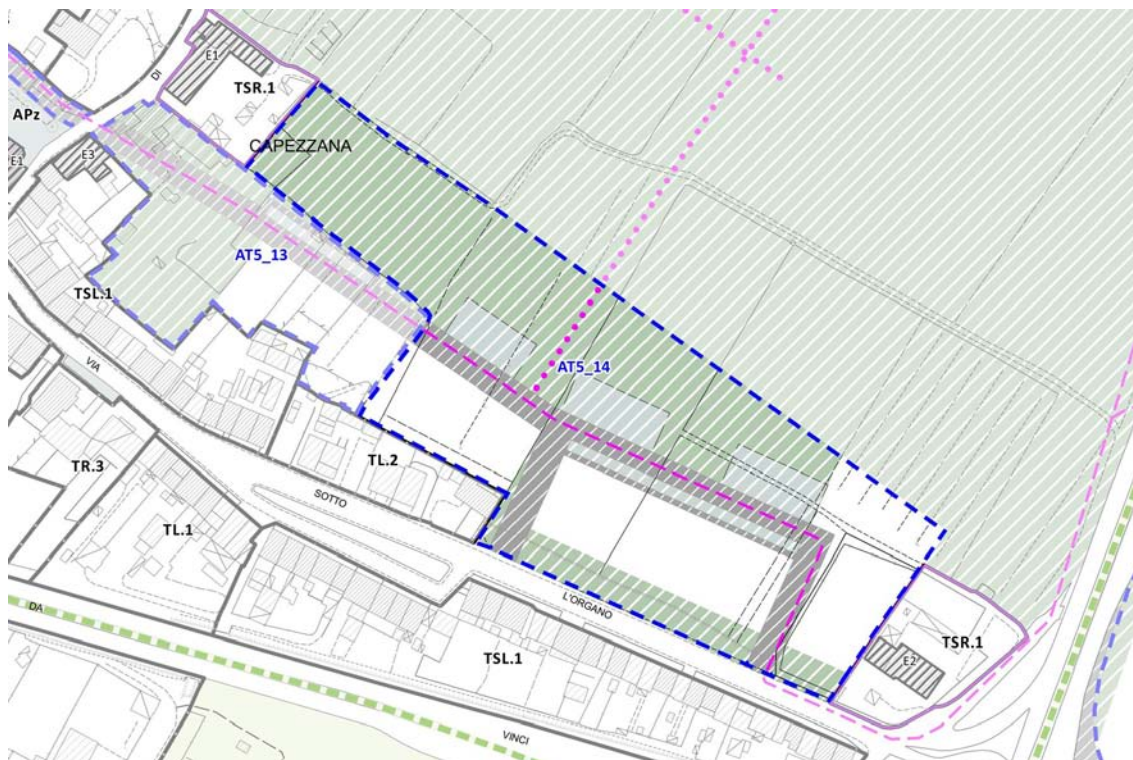 E1
DI
TSR.1
APz
CAPEZZANA
E1
E3
AT5_13
TSL.1
VIA
AT5_14
TL.2
TR.3
SOTTO
TL.1
L'ORGANO
DA
TSR.1
E2
TSL.1
VINCI